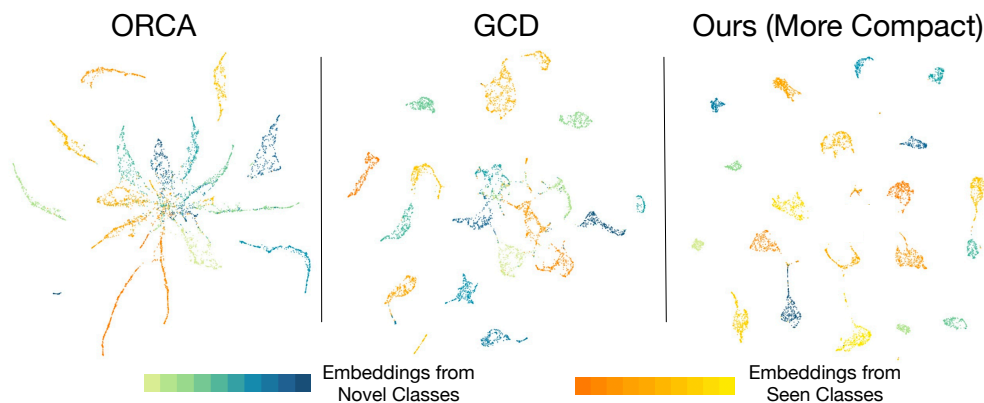 ORCA
GCD
Ours (More Compact)
Embeddings from
Novel Classes
Embeddings from
Seen Classes